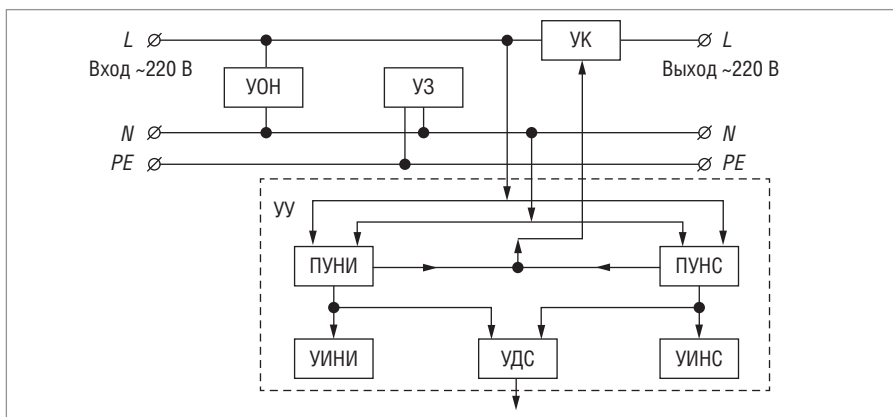 L УК L
Вход ~220 В Выход ~220 В
УОН УЗ
N N
PE PE
УУ
ПУНИ ПУНС
УИНИ УДС УИНС